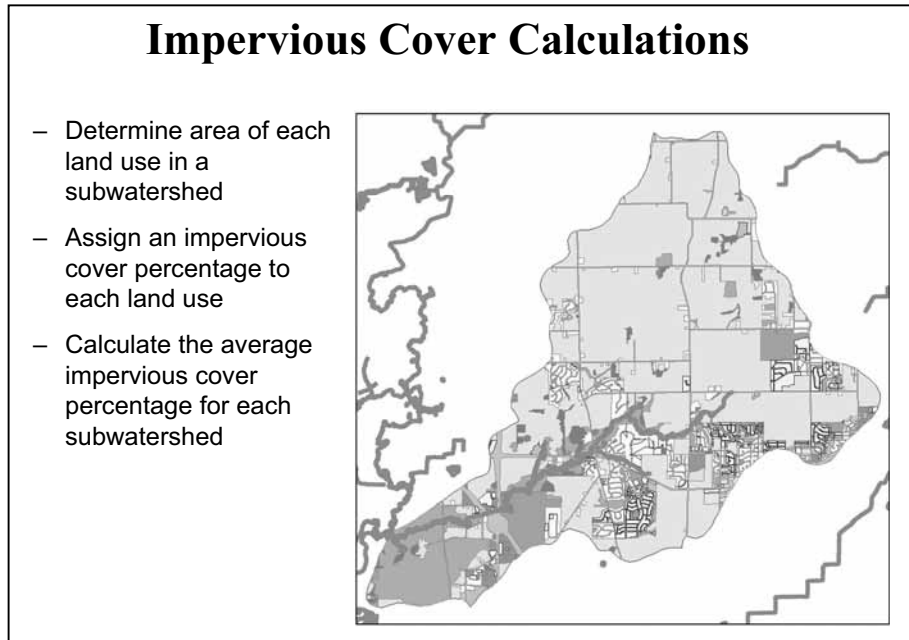 Impervious Cover Calculations
– Determine area of each
land use in a
subwatershed
– Assign an impervious
cover percentage to
each land use
– Calculate the average
impervious cover
percentage for each
subwatershed